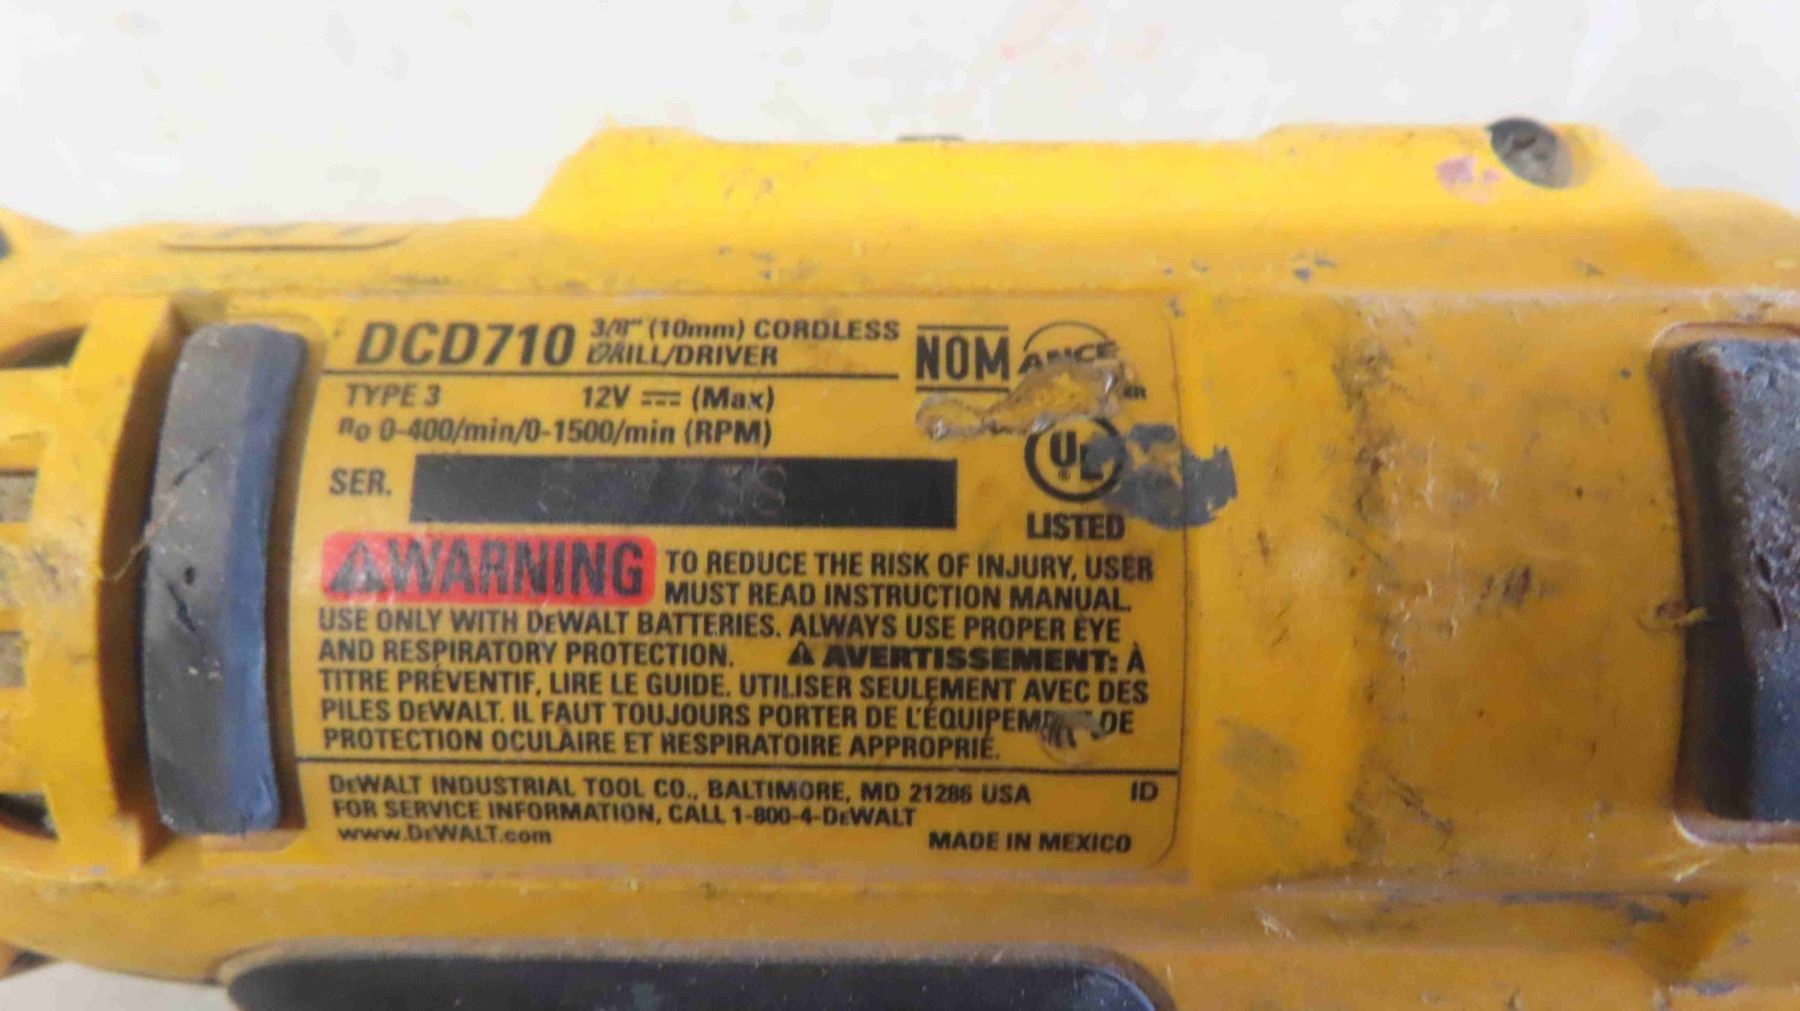 DCD710 3/8" (10mm) CORDLESS
DRILL/DRIVER
NOM
ANCE
TYPE 3 12V (Max)
no 0-400/min/0-1500/min (RPM)
SER.
UL
®
LISTED
WARNING TO REDUCE THE RISK OF INJURY, USER
MUST READ INSTRUCTION MANUAL.
USE ONLY WITH DEWALT BATTERIES. ALWAYS USE PROPER EYE
AND RESPIRATORY PROTECTION. AVERTISSEMENT: À
TITRE PRÉVENTIF, LIRE LE GUIDE. UTILISER SEULEMENT AVEC DES
PILES DEWALT. IL FAUT TOUJOURS PORTER DE L'ÉQUIPEMENT DE
PROTECTION OCULAIRE ET RESPIRATOIRE APPROPRIÉ.
DEWALT INDUSTRIAL TOOL CO., BALTIMORE, MD 21286 USA ID
FOR SERVICE INFORMATION, CALL 1-800-4-DEWALT
www.DEWALT.com MADE IN MEXICO